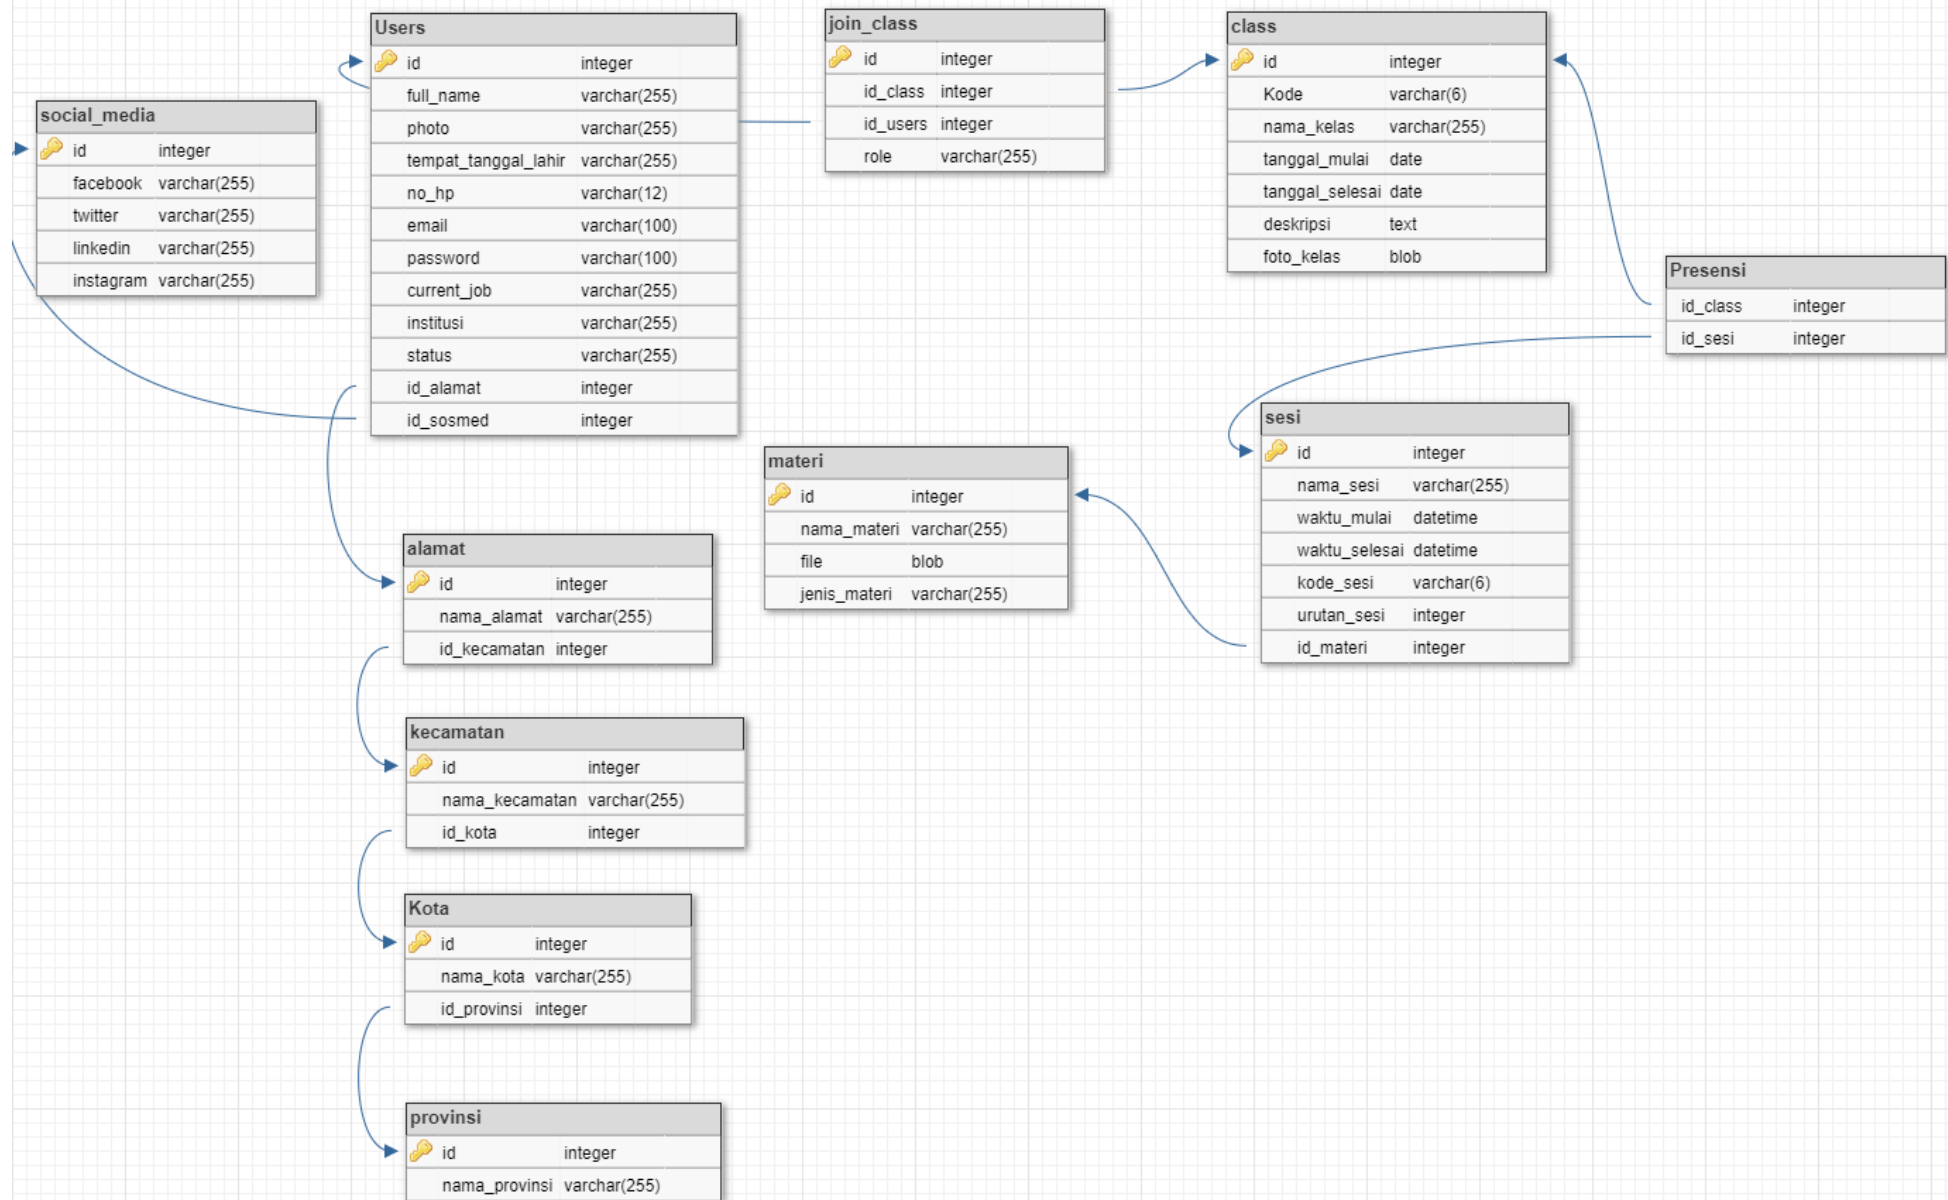 Users
id integer
full_name varchar(255)
photo varchar(255)
tempat_tanggal_lahir varchar(255)
no_hp varchar(12)
email varchar(100)
password varchar(100)
current_job varchar(255)
institusi varchar(255)
status varchar(255)
id_alamat integer
id_sosmed integer
join_class
id integer
id_class integer
id_users integer
role varchar(255)
class
id integer
Kode varchar(6)
nama_kelas varchar(255)
tanggal_mulai date
tanggal_selesai date
deskripsi text
foto_kelas blob
social_media
id integer
facebook varchar(255)
twitter varchar(255)
linkedin varchar(255)
instagram varchar(255)
Presensi
id_class integer
id_sesi integer
sesi
id integer
nama_sesi varchar(255)
waktu_mulai datetime
waktu_selesai datetime
kode_sesi varchar(6)
urutan_sesi integer
id_materi integer
materi
id integer
nama_materi varchar(255)
file blob
jenis_materi varchar(255)
alamat
id integer
nama_alamat varchar(255)
id_kecamatan integer
kecamatan
id integer
nama_kecamatan varchar(255)
id_kota integer
Kota
id integer
nama_kota varchar(255)
id_provinsi integer
provinsi
id integer
nama_provinsi varchar(255)